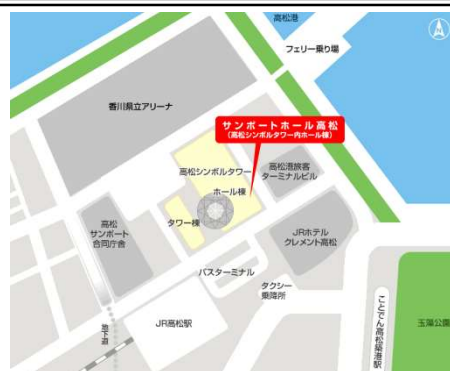 高松港
フェリー乗り場
香川県立アリーナ
サンポートホール高松
(高松シンボルタワー内ホール棟)
高松シンボルタワー
ホール棟
高松港旅客
ターミナルビル
タワー棟
高松
サンポート
合同庁舎
JRホテル
クレメント高松
バスターミナル
タクシー
乗降所
地下道
JR高松駅
ことでん高松築港駅
玉藻公園